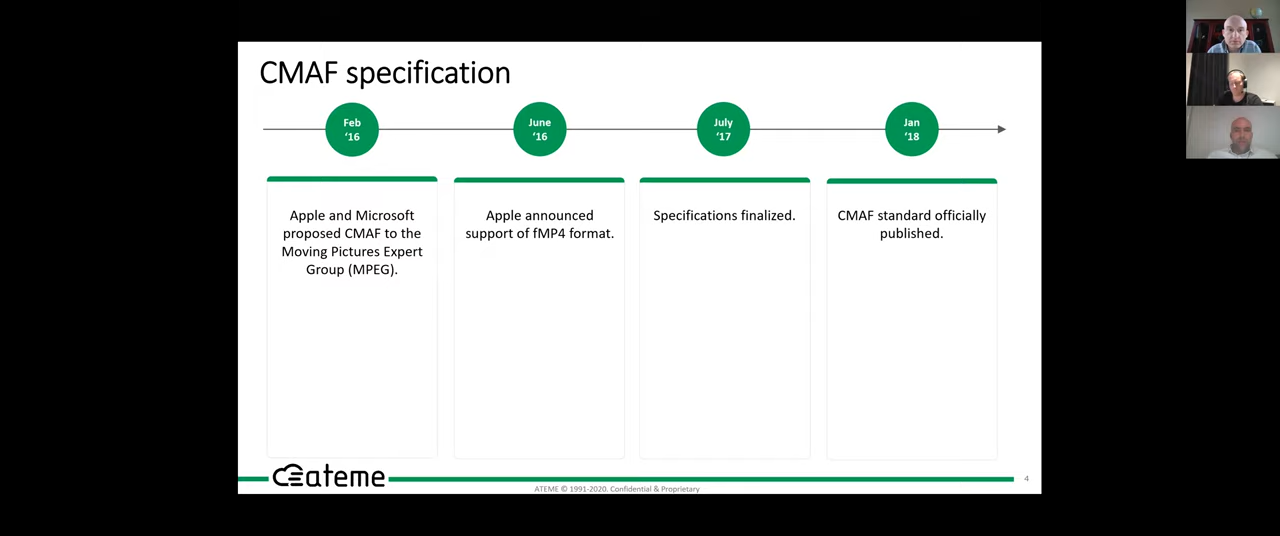 CMAF specification
Feb
‘16
June
‘16
July
‘17
Jan
‘18
Apple and Microsoft
proposed CMAF to the
Moving Pictures Expert
Group (MPEG).
Apple announced
support of fMP4 format.
Specifications finalized.
CMAF standard officially
published.
ateme
ATEME © 1991-2020. Confidential & Proprietary
4